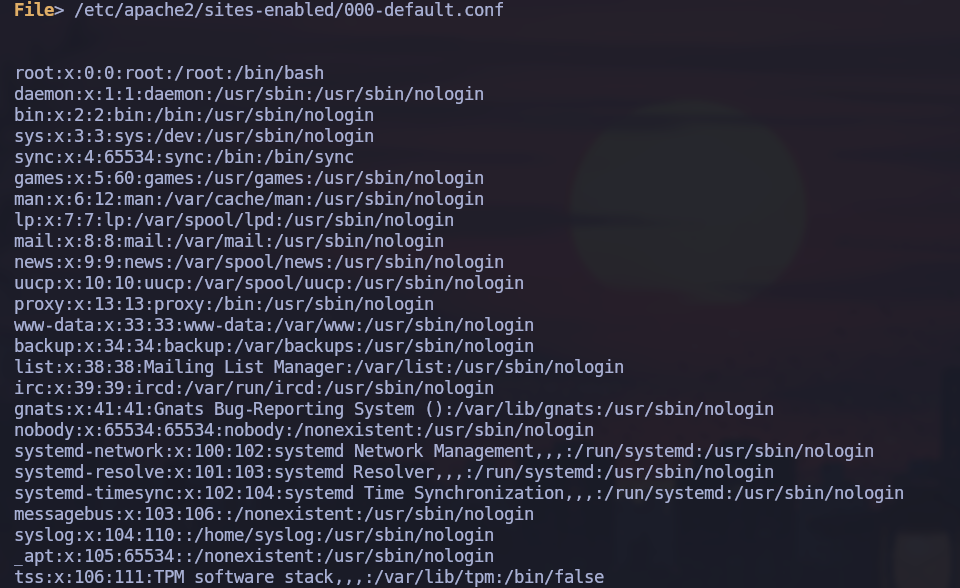 File> /etc/apache2/sites-enabled/000-default.conf
root:x:0:0:root:/root:/bin/bash
daemon:x:1:1:daemon:/usr/sbin:/usr/sbin/nologin
bin:x:2:2:bin:/bin:/usr/sbin/nologin
sys:x:3:3:sys:/dev:/usr/sbin/nologin
sync:x:4:65534:sync:/bin:/bin/sync
games:x:5:60:games:/usr/games:/usr/sbin/nologin
man:x:6:12:man:/var/cache/man:/usr/sbin/nologin
lp:x:7:7:lp:/var/spool/lpd:/usr/sbin/nologin
mail:x:8:8:mail:/var/mail:/usr/sbin/nologin
news:x:9:9:news:/var/spool/news:/usr/sbin/nologin
uucp:x:10:10:uucp:/var/spool/uucp:/usr/sbin/nologin
proxy:x:13:13:proxy:/bin:/usr/sbin/nologin
www-data:x:33:33:www-data:/var/www:/usr/sbin/nologin
backup:x:34:34:backup:/var/backups:/usr/sbin/nologin
list:x:38:38:Mailing List Manager:/var/list:/usr/sbin/nologin
irc:x:39:39:ircd:/var/run/ircd:/usr/sbin/nologin
gnats:x:41:41:Gnats Bug-Reporting System ():/var/lib/gnats:/usr/sbin/nologin
nobody:x:65534:65534:nobody:/nonexistent:/usr/sbin/nologin
systemd-network:x:100:102:systemd Network Management,,,:/run/systemd:/usr/sbin/nologin
systemd-resolve:x:101:103:systemd Resolver,,,:/run/systemd:/usr/sbin/nologin
systemd-timesync:x:102:104:systemd Time Synchronization,,,:/run/systemd:/usr/sbin/nologin
messagebus:x:103:106::/nonexistent:/usr/sbin/nologin
syslog:x:104:110::/home/syslog:/usr/sbin/nologin
_apt:x:105:65534::/nonexistent:/usr/sbin/nologin
tss:x:106:111:TPM software stack,,,:/var/lib/tpm:/bin/false